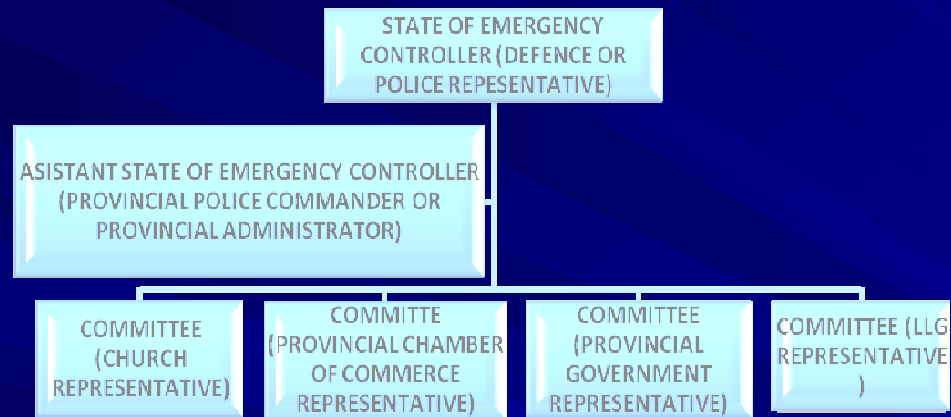 STATE OF EMERGENCY
CONTROLLER (DEFENCE OR
POLICE REPESENTATIVE)
ASISTANT STATE OF EMERGENCY CONTROLLER
(PROVINCIAL POLICE COMMANDER OR
PROVINCIAL ADMINISTRATOR)
COMMITTEE
(CHURCH
REPRESENTATIVE)
COMMITTE
(PROVINCIAL CHAMBER
OF COMMERCE
REPRESENTATIVE)
COMMITTEE
(PROVINCIAL
GOVERNMENT
REPRESENTATIVE)
COMMITTEE (LLG
REPRESENTATIVE
)